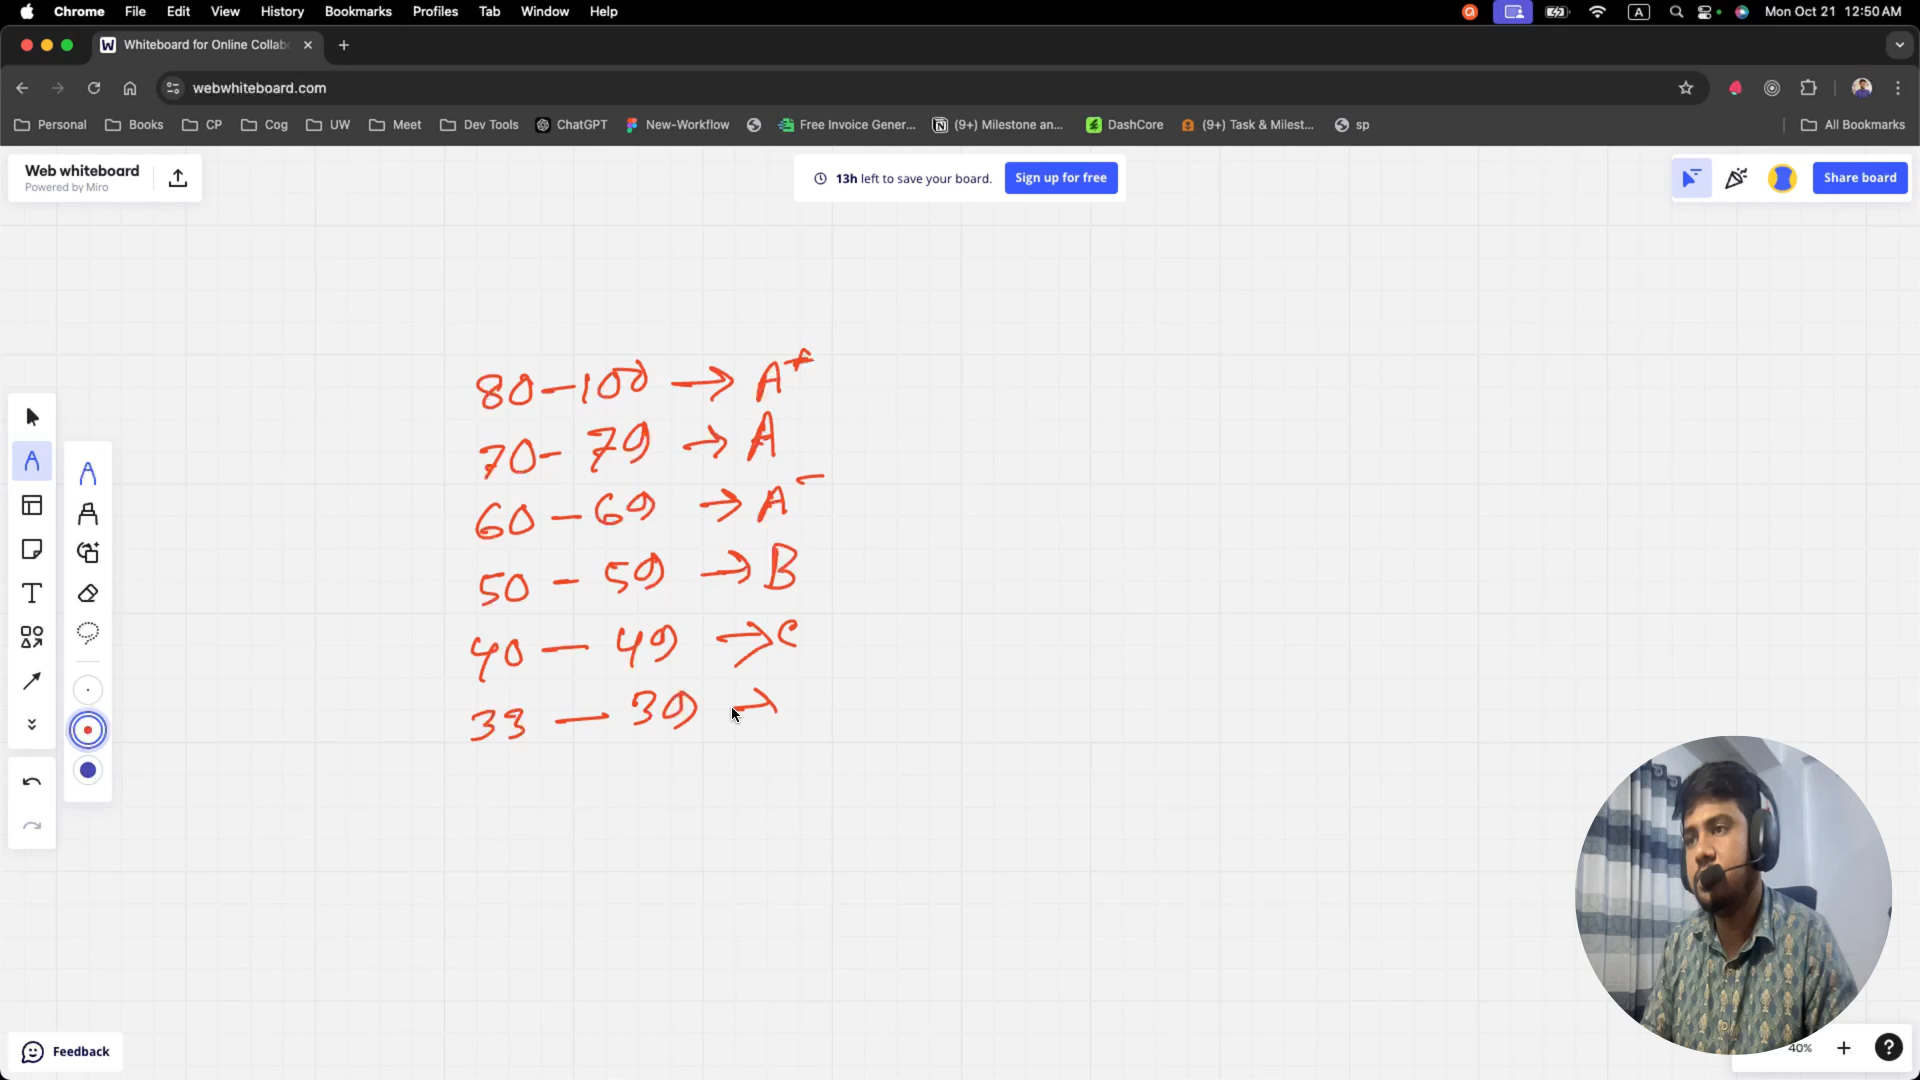 Chrome File Edit View History Bookmarks Profiles Tab Window Help A Mon Oct 21 12:50 AM
W Whiteboard for Online Collab
webwhiteboard.com
Personal Books CP Cog UW Meet Dev Tools ChatGPT New-Workflow Free Invoice Gener... (9+) Milestone an... DashCore (9+) Task & Milest... sp All Bookmarks
Web whiteboard
Powered by Miro
13h left to save your board. Sign up for free
Share board
80-100 → A+
70-79 → A
60-69 → A-
50-59 → B
40-49 → C
33-39 →
Feedback
40%